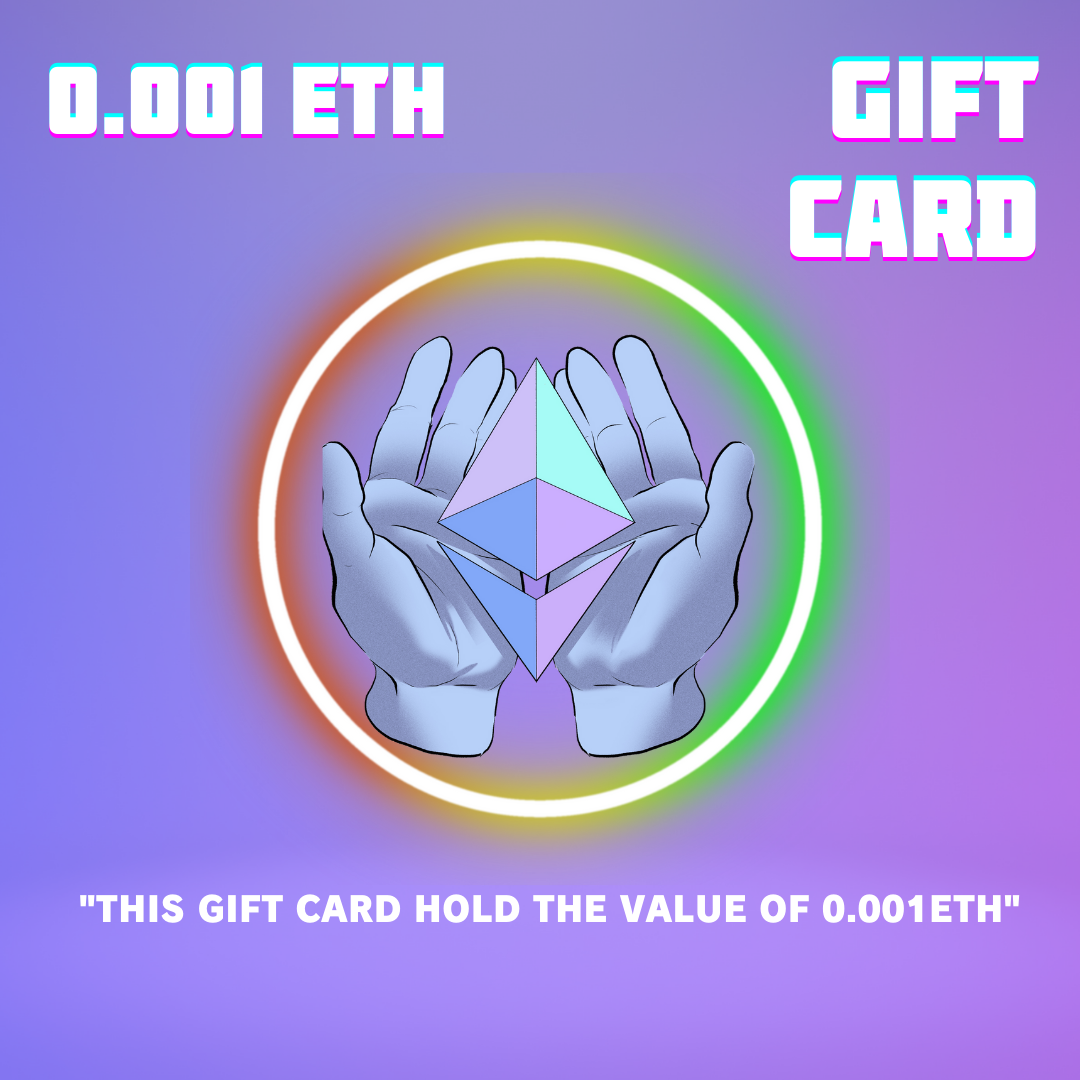 0.001 ETH
GIFT
CARD
"THIS GIFT CARD HOLD THE VALUE OF 0.001ETH"